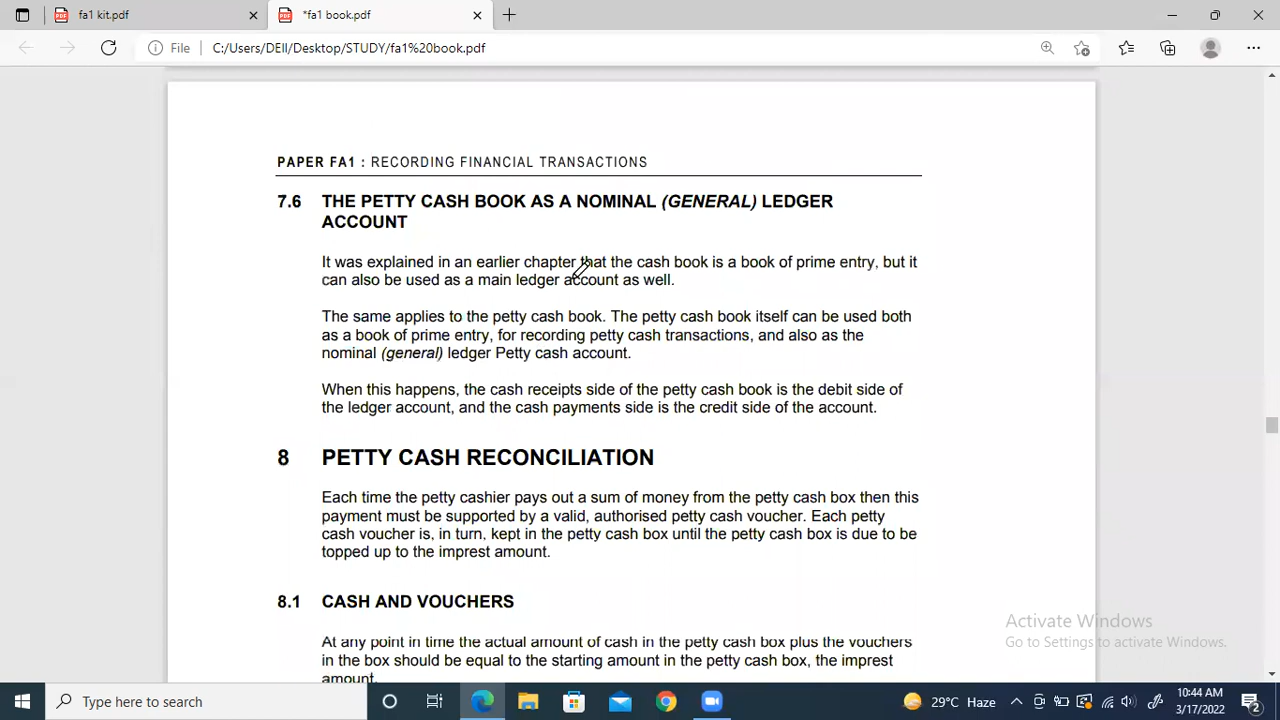 fa1 kit.pdf
*fa1 book.pdf
File
C:/Users/DEll/Desktop/STUDY/fa1%20book.pdf
PAPER FA1 : RECORDING FINANCIAL TRANSACTIONS
7.6 THE PETTY CASH BOOK AS A NOMINAL (GENERAL) LEDGER
ACCOUNT
It was explained in an earlier chapter that the cash book is a book of prime entry, but it
can also be used as a main ledger account as well.
The same applies to the petty cash book. The petty cash book itself can be used both
as a book of prime entry, for recording petty cash transactions, and also as the
nominal (general) ledger Petty cash account.
When this happens, the cash receipts side of the petty cash book is the debit side of
the ledger account, and the cash payments side is the credit side of the account.
8 PETTY CASH RECONCILIATION
Each time the petty cashier pays out a sum of money from the petty cash box then this
payment must be supported by a valid, authorised petty cash voucher. Each petty
cash voucher is, in turn, kept in the petty cash box until the petty cash box is due to be
topped up to the imprest amount.
8.1 CASH AND VOUCHERS
At any point in time the actual amount of cash in the petty cash box plus the vouchers
in the box should be equal to the starting amount in the petty cash box, the imprest
amount.
Activate Windows
Go to Settings to activate Windows.
Type here to search
29°C Haze
10:44 AM
3/17/2022
2